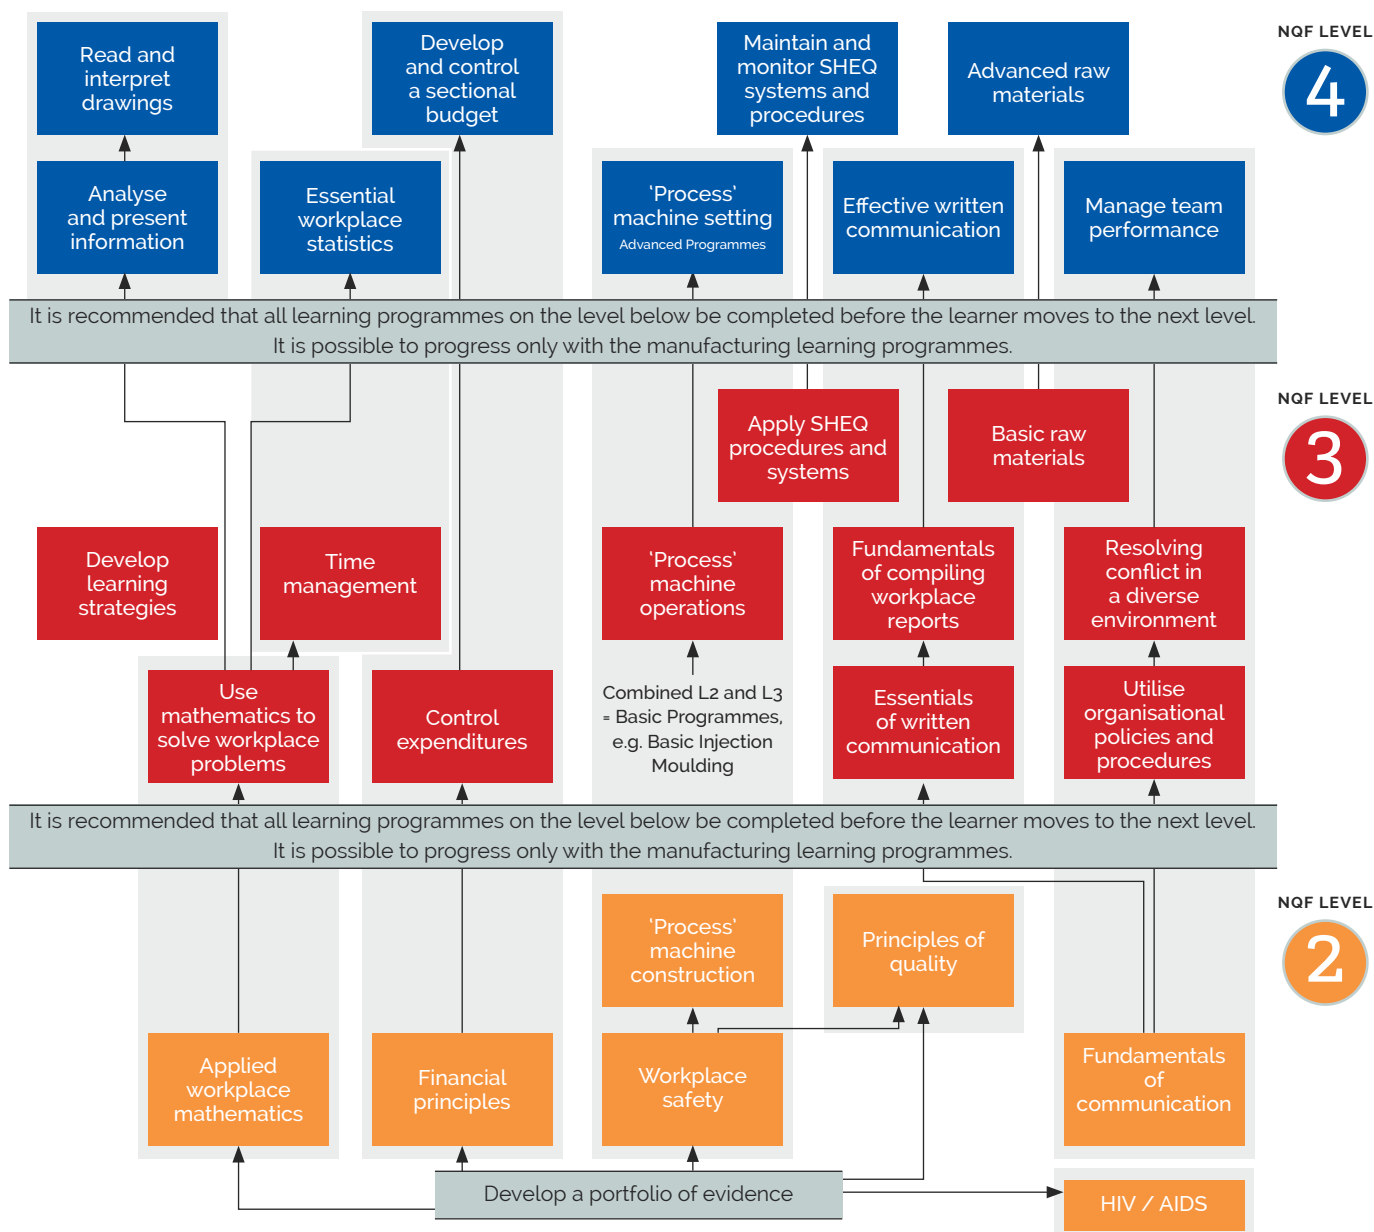 Read and
interpret
drawings
Develop
and control
a sectional
budget
Maintain and
monitor SHEQ
systems and
procedures
Advanced raw
materials
NQF LEVEL
4
Analyse
and present
information
Essential
workplace
statistics
‘Process’
machine setting
Advanced Programmes
Effective written
communication
Manage team
performance
It is recommended that all learning programmes on the level below be completed before the learner moves to the next level.
It is possible to progress only with the manufacturing learning programmes.
Apply SHEQ
procedures and
systems
Basic raw
materials
NQF LEVEL
3
Develop
learning
strategies
Time
management
‘Process’
machine
operations
Fundamentals
of compiling
workplace
reports
Resolving
conflict in
a diverse
environment
Use
mathematics to
solve workplace
problems
Control
expenditures
Combined L2 and L3
= Basic Programmes,
e.g. Basic Injection
Moulding
Essentials
of written
communication
Utilise
organisational
policies and
procedures
It is recommended that all learning programmes on the level below be completed before the learner moves to the next level.
It is possible to progress only with the manufacturing learning programmes.
‘Process’
machine
construction
Principles of
quality
NQF LEVEL
2
Applied
workplace
mathematics
Financial
principles
Workplace
safety
Fundamentals
of
communication
Develop a portfolio of evidence
HIV / AIDS